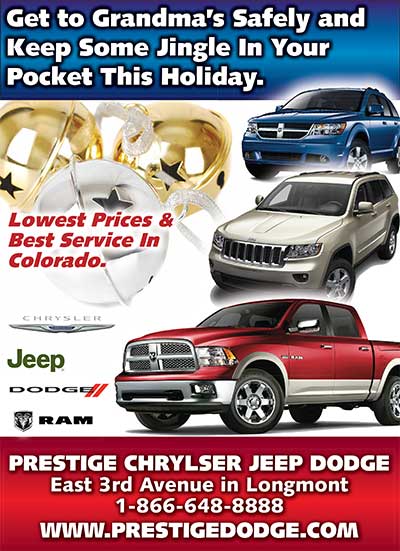 Get to Grandma's Safely and
Keep Some Jingle In Your
Pocket This Holiday.
Lowest Prices &
Best Service In
Colorado.
CHRYSLER
Jeep
DODGE
RAM
PRESTIGE CHRYLSER JEEP DODGE
East 3rd Avenue in Longmont
1-866-648-8888
WWW.PRESTIGEDODGE.COM